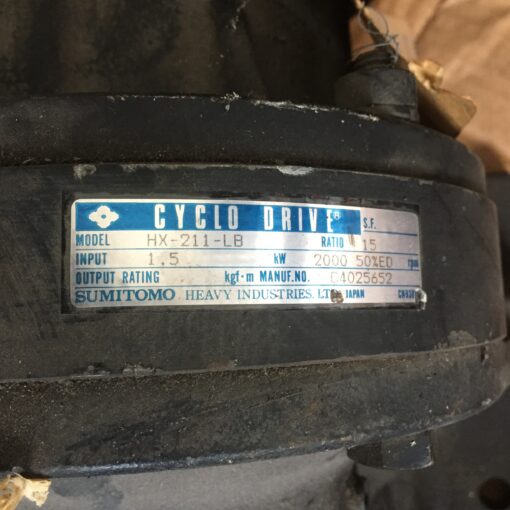 CYCLO DRIVE® S.F.
MODEL HX-211-LB RATIO 15
INPUT 1.5 kW 2000 50%ED rpm
OUTPUT RATING kgf·m MANUF.NO. C4025652
SUMITOMO HEAVY INDUSTRIES. LTD. JAPAN